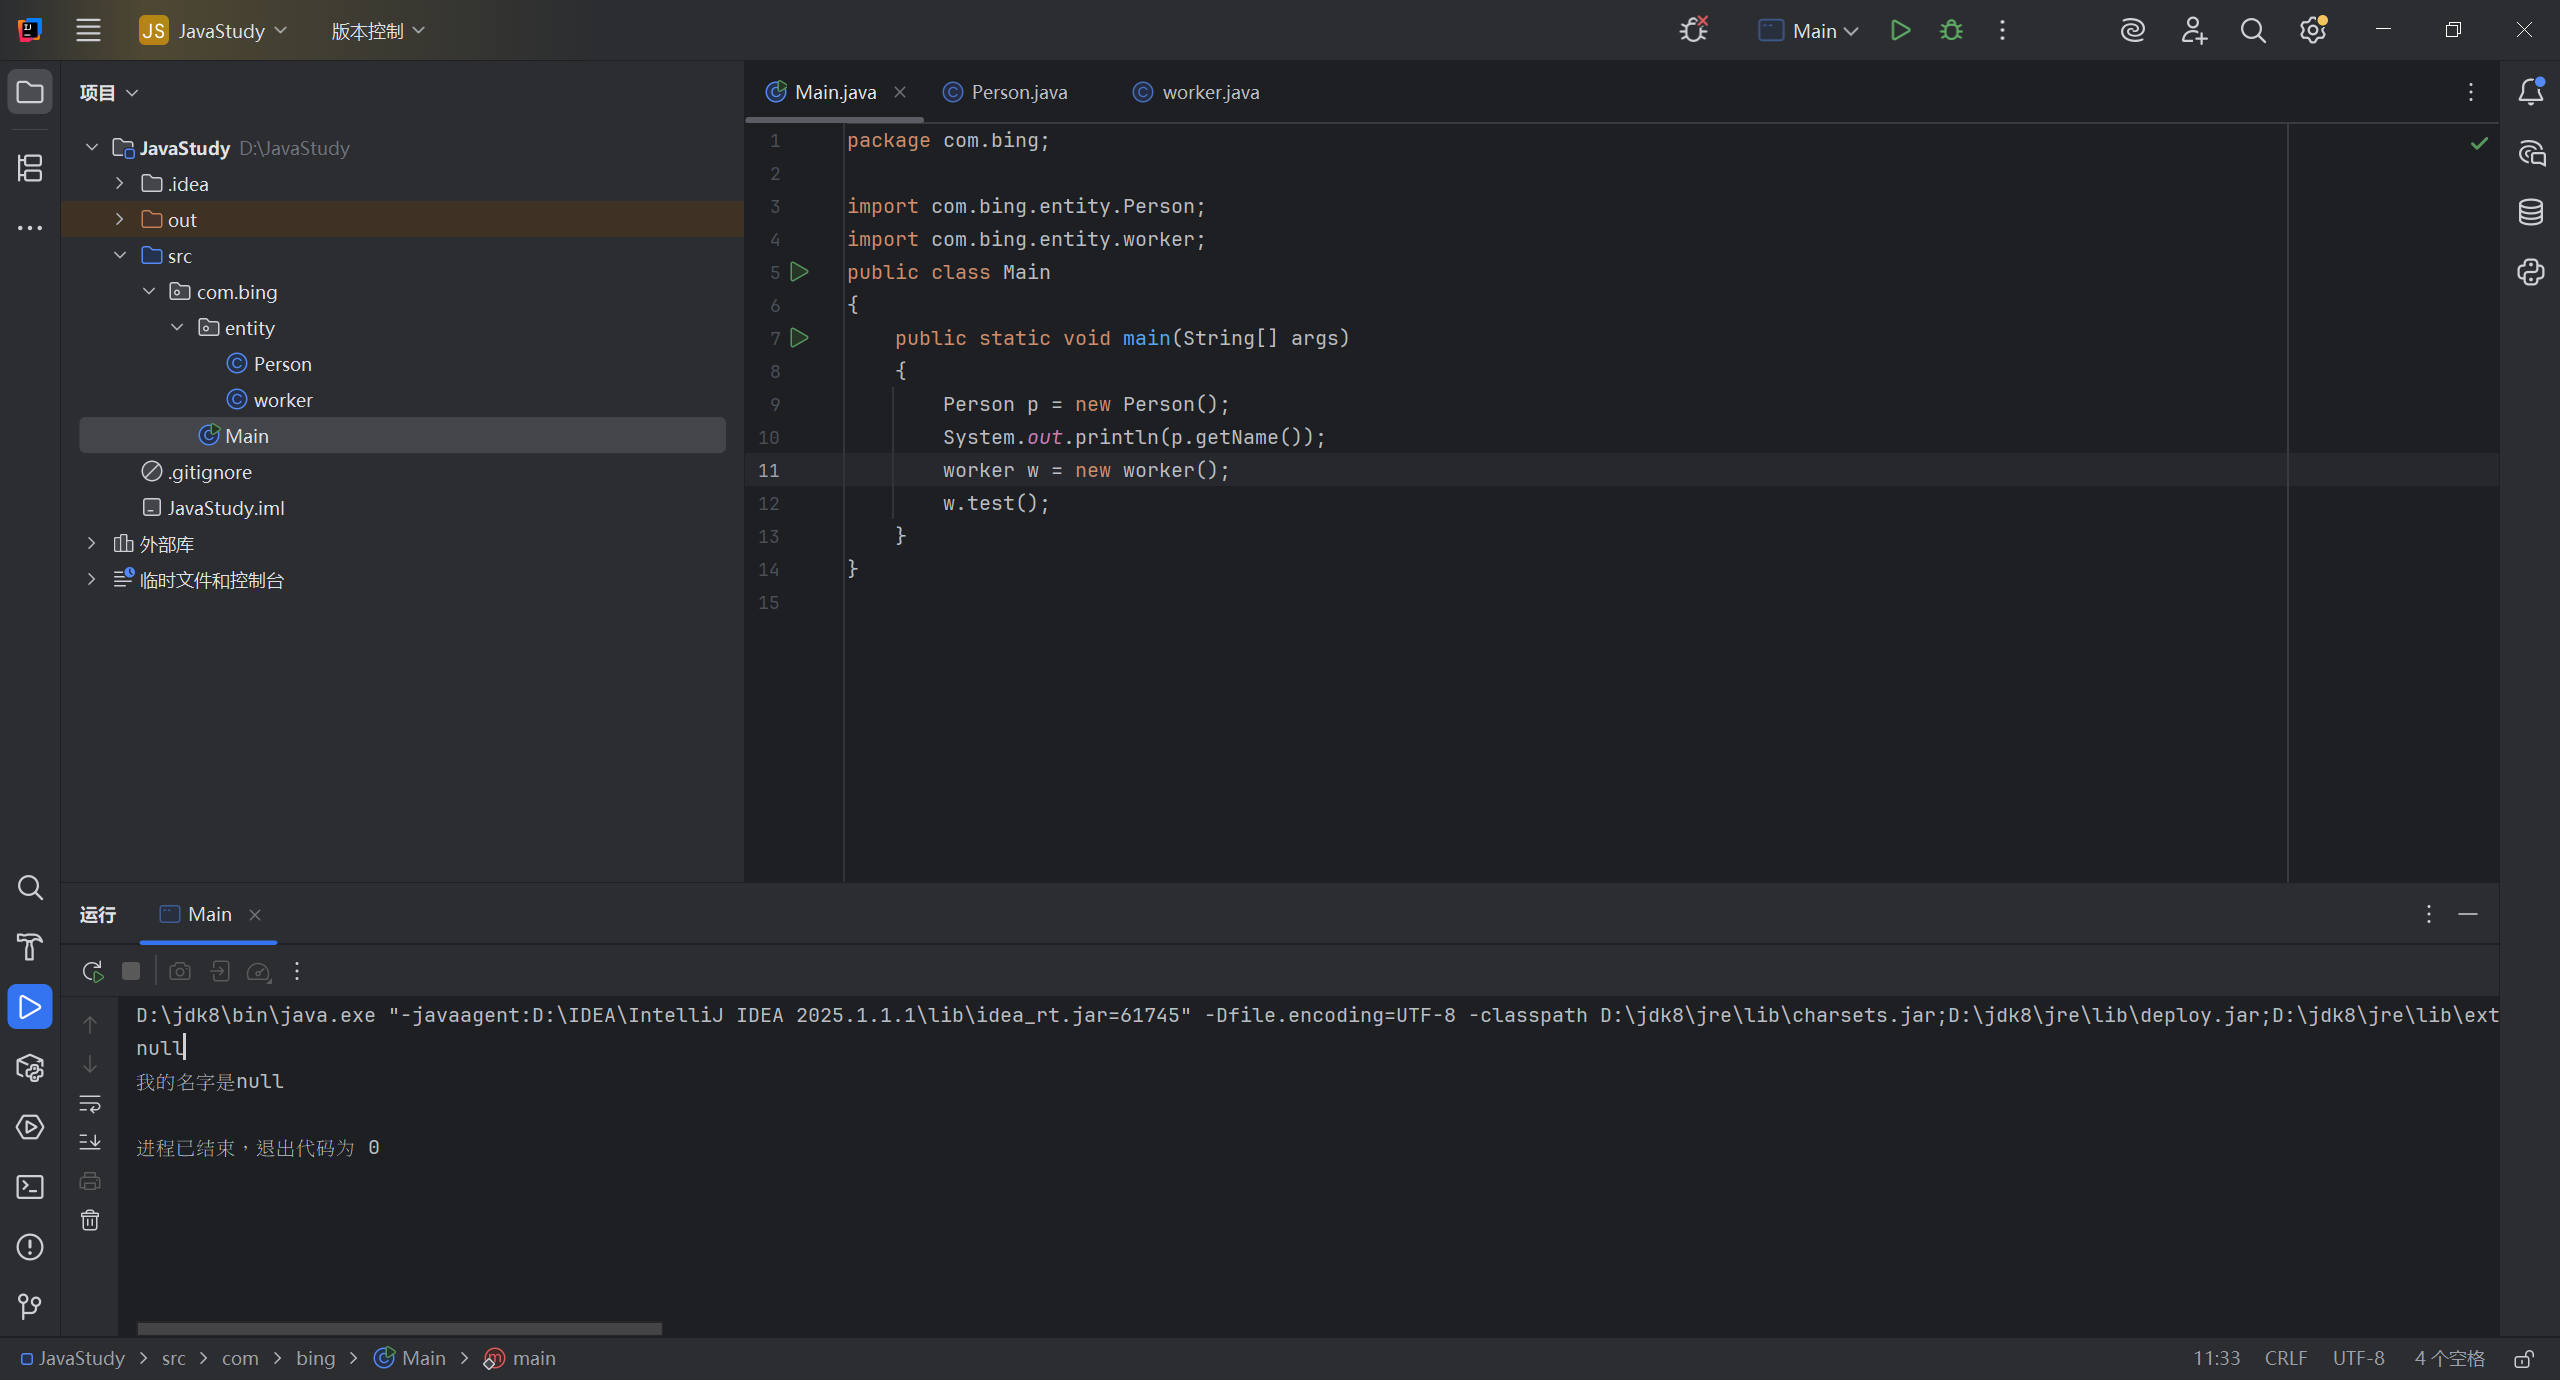 JS JavaStudy 版本控制 Main
项目
JavaStudy D:\JavaStudy
.idea
out
src
com.bing
entity
Person
worker
Main
.gitignore
JavaStudy.iml
外部库
临时文件和控制台
Main.java Person.java worker.java
1 package com.bing;
2
3 import com.bing.entity.Person;
4 import com.bing.entity.worker;
5 public class Main
6 {
7 public static void main(String[] args)
8 {
9 Person p = new Person();
10 System.out.println(p.getName());
11 worker w = new worker();
12 w.test();
13 }
14 }
15
运行 Main
D:\jdk8\bin\java.exe "-javaagent:D:\IDEA\IntelliJ IDEA 2025.1.1.1\lib\idea_rt.jar=61745" -Dfile.encoding=UTF-8 -classpath D:\jdk8\jre\lib\charsets.jar;D:\jdk8\jre\lib\deploy.jar;D:\jdk8\jre\lib\ext
null
我的名字是null
进程已结束，退出代码为 0
JavaStudy src com bing Main main 11:33 CRLF UTF-8 4 个空格